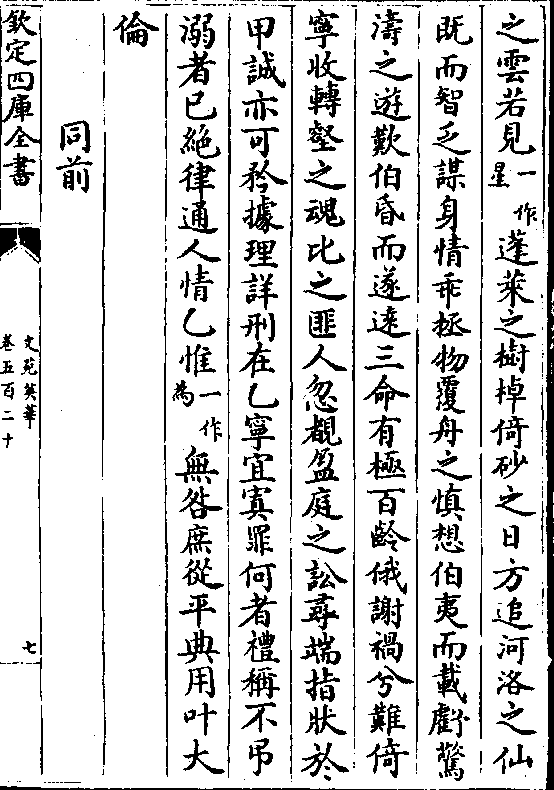 之雲若見一作星蓬萊之樹棹倚砂之日方追河洛之仙
既而智乏謀身情乖拯物覆舟之慎想伯夷而載虧驚
濤之遊歎伯昏而遂遠三命有極百齡俄謝禍兮難倚
寧收轉壑之魂比之匪人忽覩盈庭之訟尋端指狀於
甲誠亦可矜據理詳刑在乙寧宜寘罪何者禮稱不弔
溺者已絶律通人情乙惟一作為無咎庶從平典用叶大
倫
同前
欽定四庫全書
文苑英華
卷五百二十
七